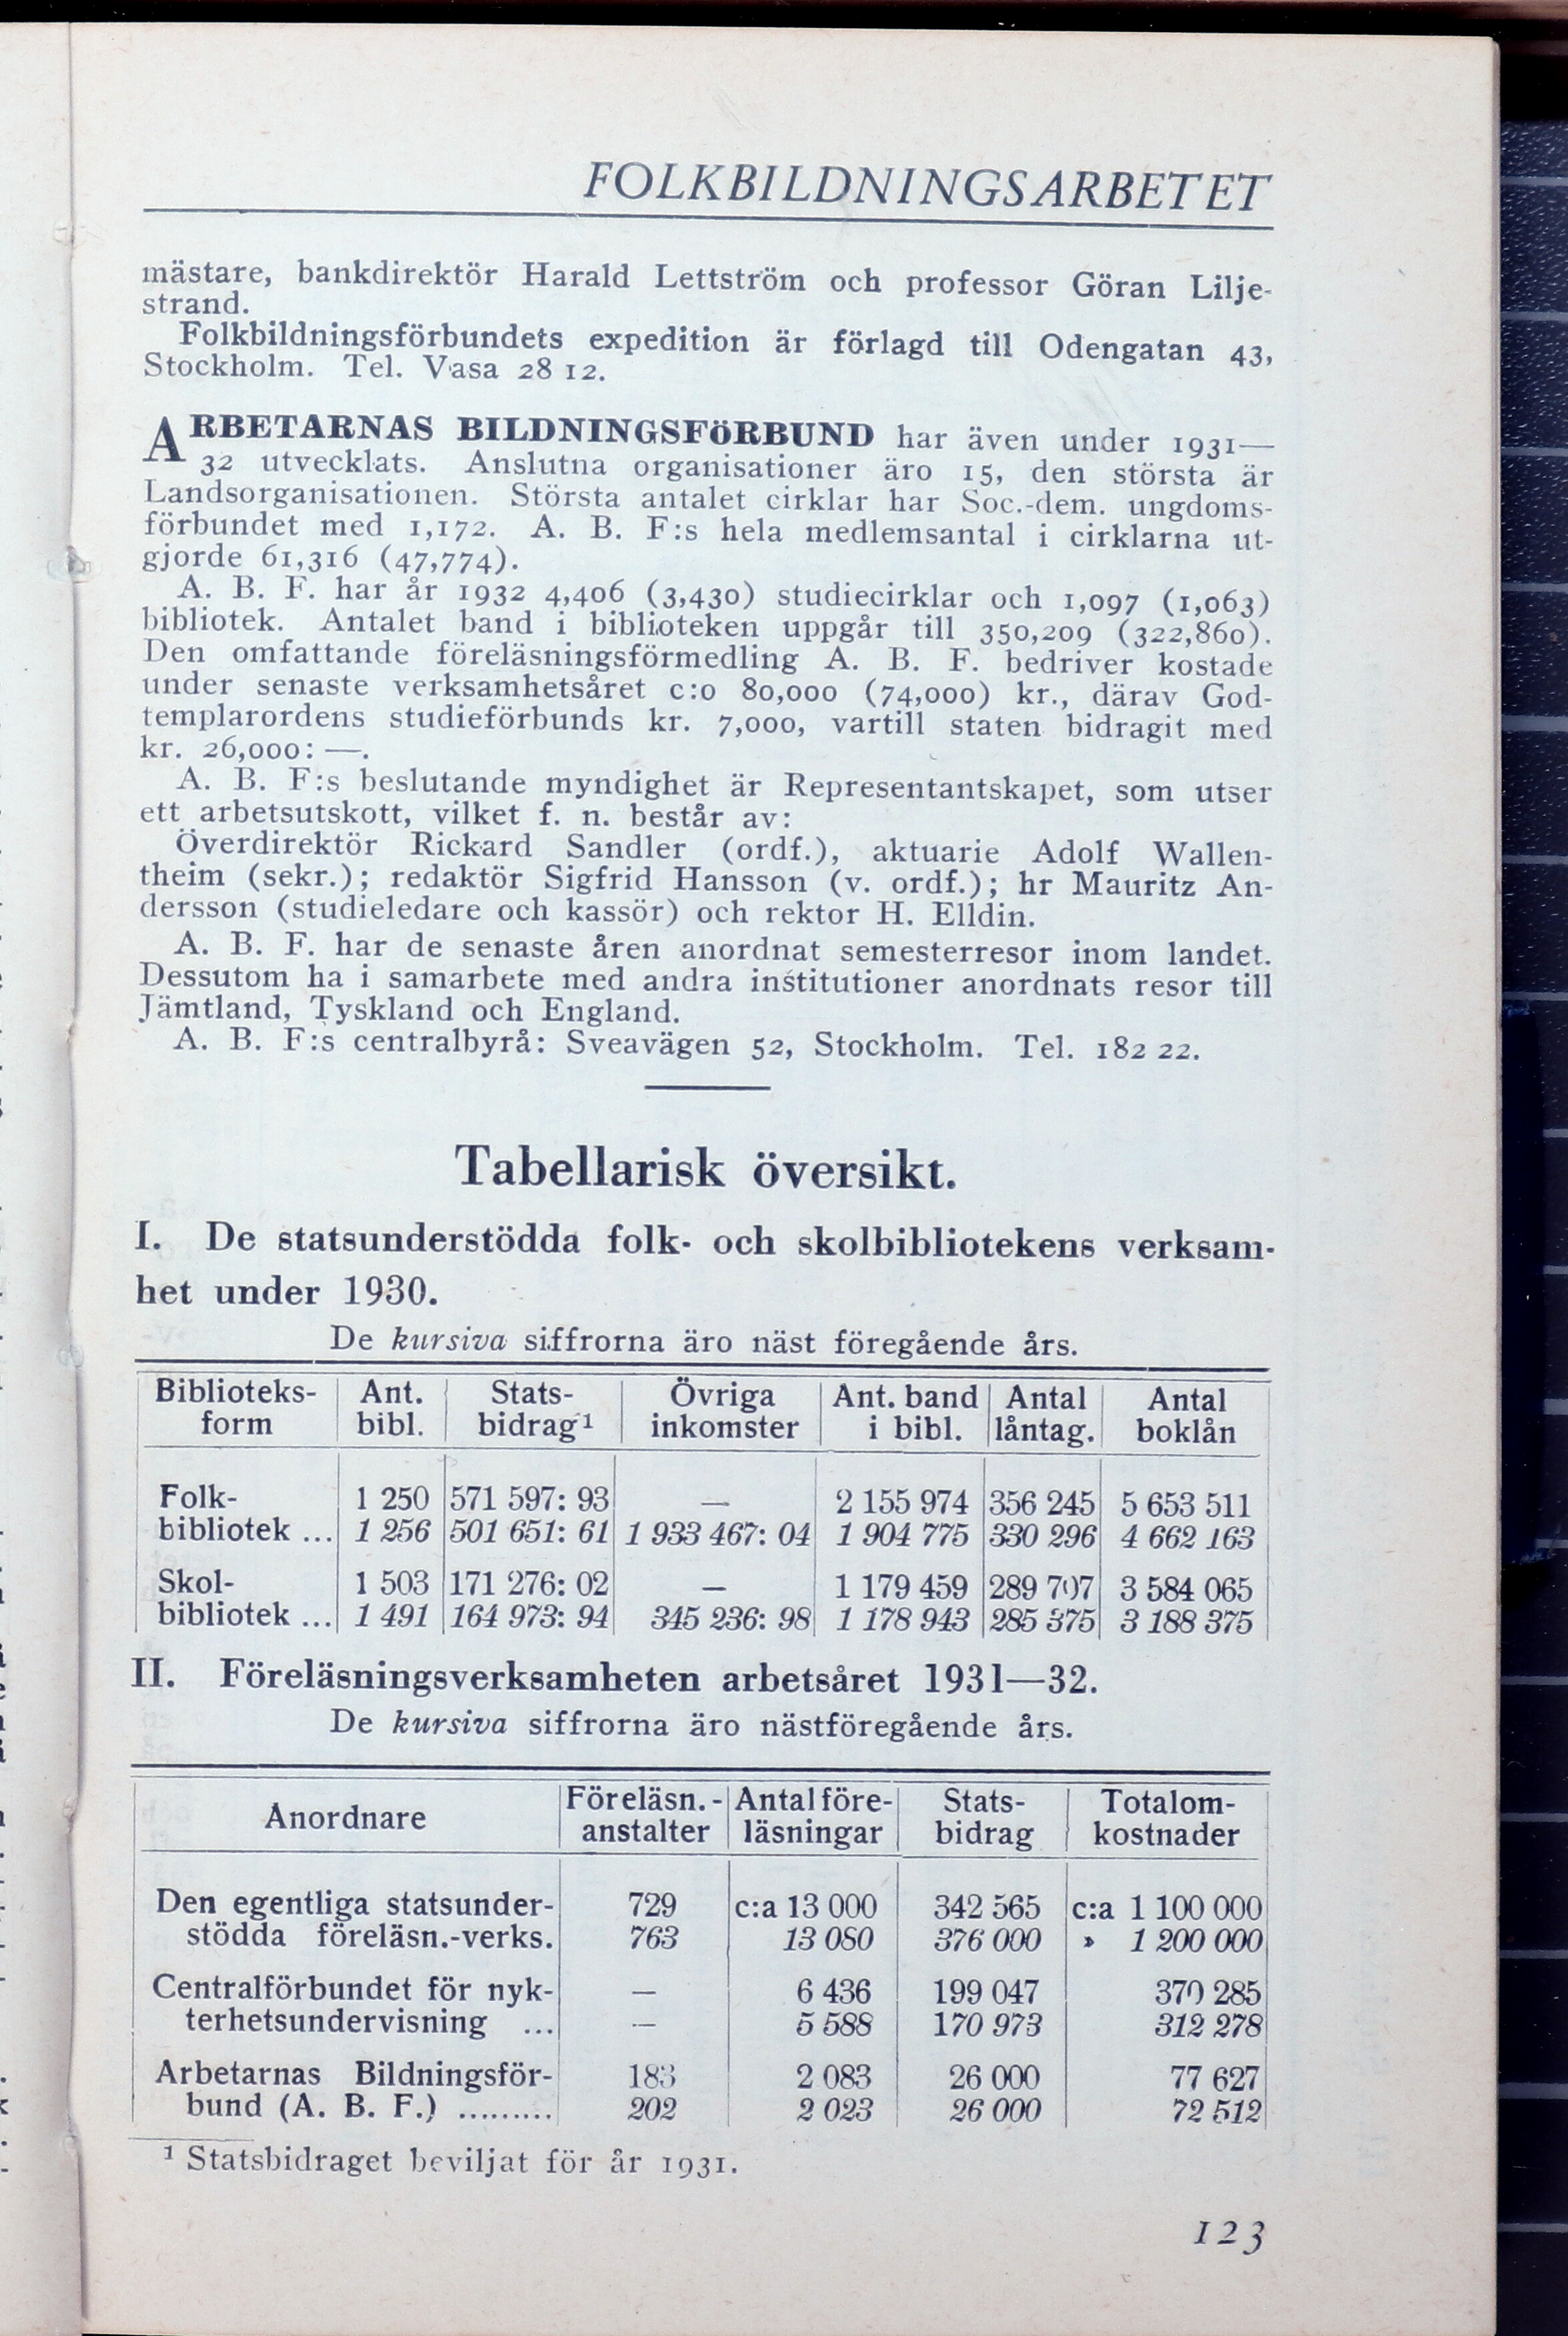 FOLKBILDNINGSARBETET
mästare, bankdirektör Harald Lettström och professor Göran Lilje-
strand.
Folkbildningsförbundets expedition är förlagd till Odengatan 43,
Stockholm. Tel. Vasa 28 12.
ARBETARNAS BILDNINGSFÖRBUND har även under 1931—
32 utvecklats. Anslutna organisationer äro 15, den största är
Landsorganisationen. Största antalet cirklar har Soc.-dem. ungdoms-
förbundet med 1,172. A. B. F:s hela medlemsantal i cirklarna ut-
gjorde 61,316 (47,774).
A. B. F. har år 1932 4,406 (3,430) studiecirklar och 1,097 (1,063)
bibliotek. Antalet band i biblioteken uppgår till 350,209 (322,860).
Den omfattande föreläsningsförmedling A. B. F. bedriver kostade
under senaste verksamhetsåret c:o 80,000 (74,000) kr., därav God-
templarordens studieförbunds kr. 7,000, vartill staten bidragit med
kr. 26,000: —.
A. B. F:s beslutande myndighet är Representantskapet, som utser
ett arbetsutskott, vilket f. n. består av:
Överdirektör Rickard Sandler (ordf.), aktuarie Adolf Wallen-
theim (sekr.); redaktör Sigfrid Hansson (v. ordf.); hr Mauritz An-
dersson (studieledare och kassör) och rektor H. Elldin.
A. B. F. har de senaste åren anordnat semesterresor inom landet.
Dessutom ha i samarbete med andra institutioner anordnats resor till
Jämtland, Tyskland och England.
A. B. F:s centralbyrå: Sveavägen 52, Stockholm. Tel. 182 22.
Tabellarisk översikt.
I. De statsunderstödda folk- och skolbibliotekens verksam-
het under 1930.
De kursiva siffrorna äro näst föregående års.
Biblioteks- Ant. Stats- Övriga Ant. band Antal Antal
form bibl. bidrag¹ inkomster i bibl. låntag. boklån
Folk- 1 250 571 597: 93 — 2 155 974 356 245 5 653 511
bibliotek ... 1 256 501 651: 61 1 933 467: 04 1 904 775 330 296 4 662 163
Skol- 1 503 171 276: 02 — 1 179 459 289 707 3 584 065
bibliotek ... 1 491 164 973: 94 345 236: 98 1 178 943 285 375 3 188 375
II. Föreläsningsverksamheten arbetsåret 1931—32.
De kursiva siffrorna äro nästföregående års.
Anordnare Föreläsn.- Antal före- Stats- Totalom-
anstalter läsningar bidrag kostnader
Den egentliga statsunder- 729 c:a 13 000 342 565 c:a 1 100 000
stödda föreläsn.-verks. 763 13 080 376 000 » 1 200 000
Centralförbundet för nyk- — 6 436 199 047 370 285
terhetsundervisning ... — 5 588 170 973 312 278
Arbetarnas Bildningsför- 183 2 083 26 000 77 627
bund (A. B. F.) ......... 202 2 023 26 000 72 512
¹ Statsbidraget beviljat för år 1931.
123